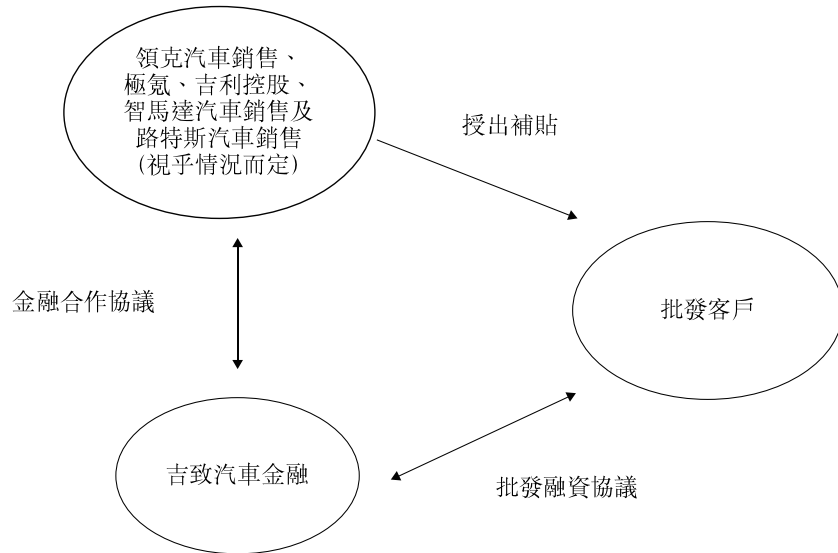 領克汽車銷售、
極氪、吉利控股、
智馬達汽車銷售及
路特斯汽車銷售
(視乎情況而定)
授出補貼
金融合作協議
批發客戶
吉致汽車金融
批發融資協議